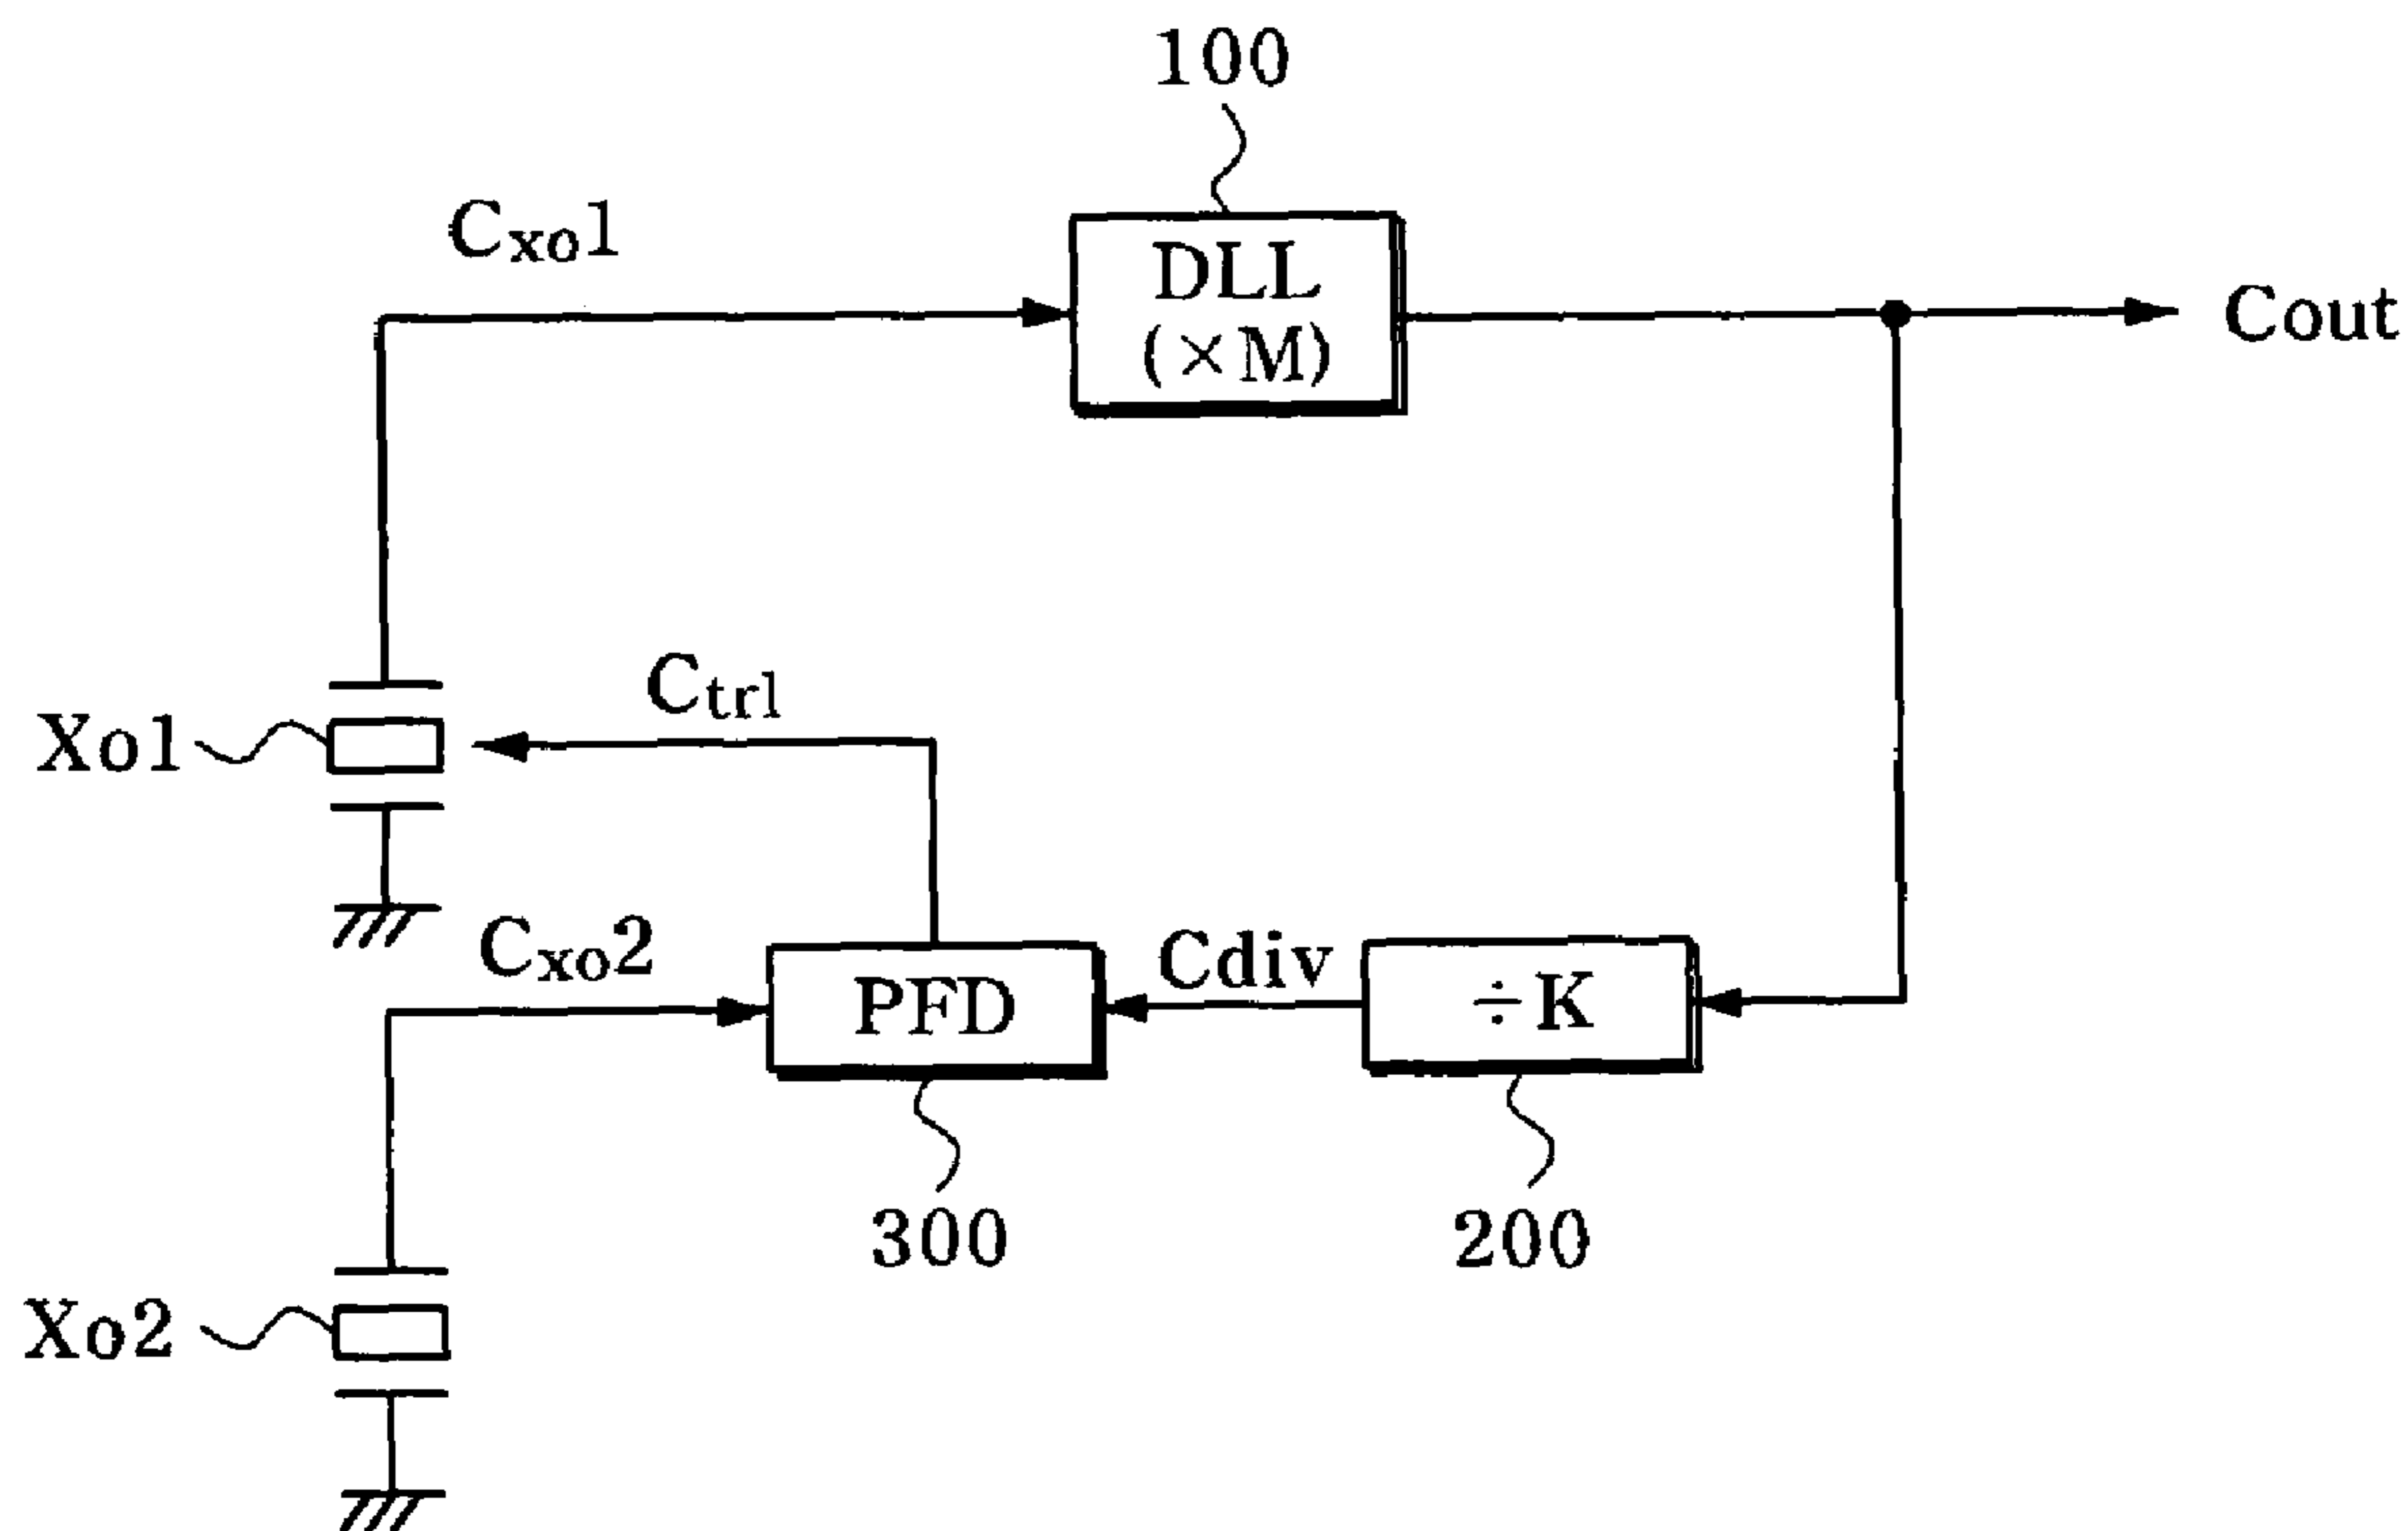 100
Cxo1
DLL
(×M)
Cout
Ctrl
Xo1
Cxo2
PFD
Cdiv
÷K
300
200
Xo2